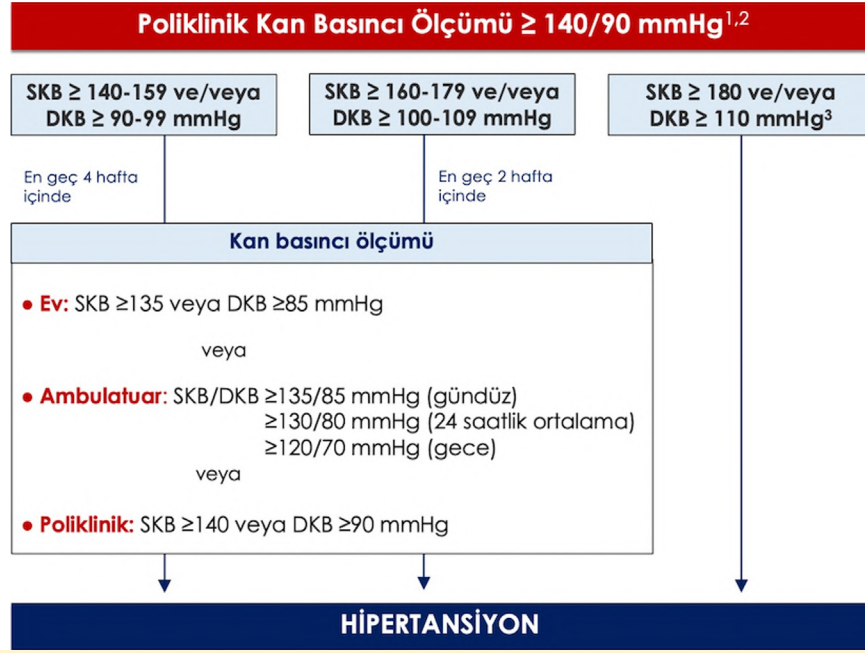 Poliklinik Kan Basıncı Ölçümü ≥ 140/90 mmHg¹,²
SKB ≥ 140-159 ve/veya
DKB ≥ 90-99 mmHg
SKB ≥ 160-179 ve/veya
DKB ≥ 100-109 mmHg
SKB ≥ 180 ve/veya
DKB ≥ 110 mmHg³
En geç 4 hafta
içinde
En geç 2 hafta
içinde
Kan basıncı ölçümü
● Ev: SKB ≥135 veya DKB ≥85 mmHg
veya
● Ambulatuar: SKB/DKB ≥135/85 mmHg (gündüz)
≥130/80 mmHg (24 saatlik ortalama)
≥120/70 mmHg (gece)
veya
● Poliklinik: SKB ≥140 veya DKB ≥90 mmHg
HİPERTANSİYON